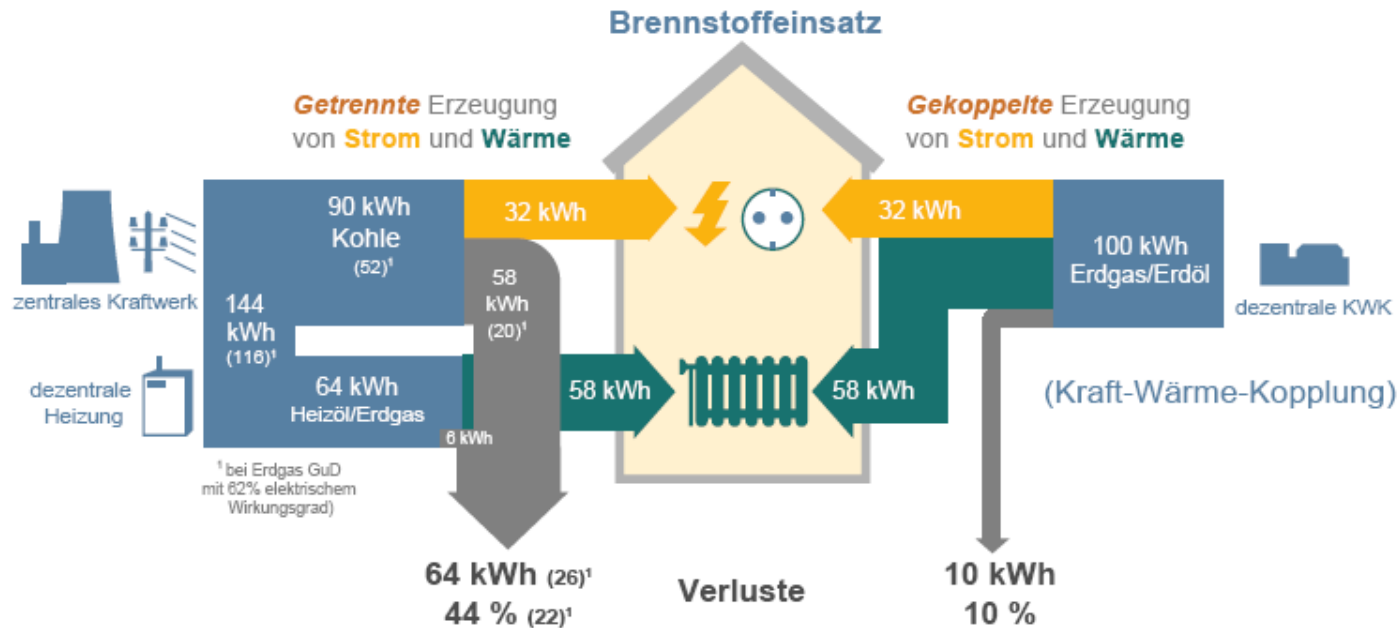 Brennstoffeinsatz
Getrennte Erzeugung
von Strom und Wärme
Gekoppelte Erzeugung
von Strom und Wärme
zentrales Kraftwerk
dezentrale
Heizung
90 kWh
Kohle
(52)¹
144
kWh
(116)¹
64 kWh
Heizöl/Erdgas
32 kWh
58
kWh
(20)¹
58 kWh
6 kWh
32 kWh
58 kWh
100 kWh
Erdgas/Erdöl
dezentrale KWK
(Kraft-Wärme-Kopplung)
¹ bei Erdgas GuD
mit 62% elektrischem
Wirkungsgrad)
64 kWh (26)¹
44 % (22)¹
Verluste
10 kWh
10 %